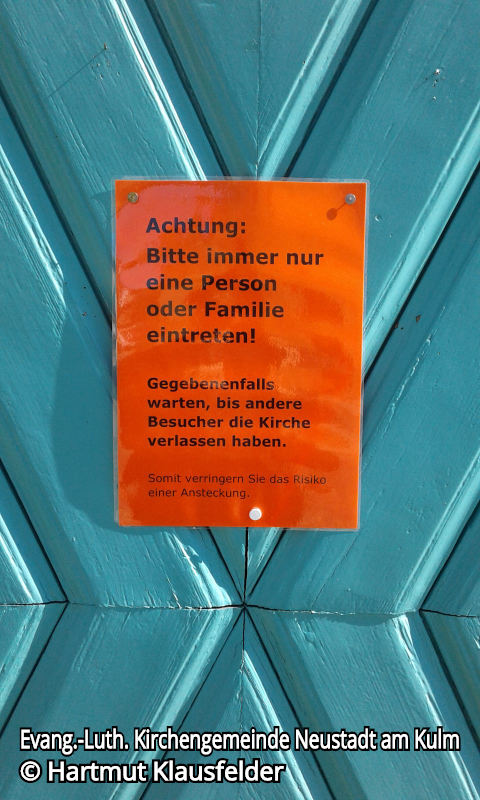 Achtung:
Bitte immer nur
eine Person
oder Familie
eintreten!
Gegebenenfalls
warten, bis andere
Besucher die Kirche
verlassen haben.
Somit verringern Sie das Risiko
einer Ansteckung.
Evang.-Luth. Kirchengemeinde Neustadt am Kulm
© Hartmut Klausfelder